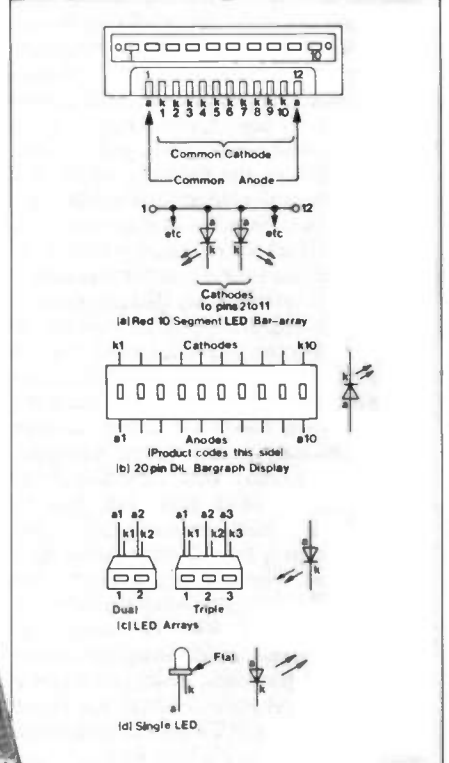 1 10
1 12
a k k k k k k k k k k a
1 2 3 4 5 6 7 8 9 10
Common Cathode
Common Anode
1 12
etc a a etc
k k
Cathodes
to pins 2 to 11
(a) Red 10 Segment LED Bar-array
k1 Cathodes k10
k
a
a1 Anodes a10
(Product codes this side)
(b) 20 pin DIL Bargraph Display
a1 a2 a1 a2 a3
k1 k2 k1 k2 k3
a
k
1 2 1 2 3
Dual Triple
(c) LED Arrays
Flat
a
k k
a
(d) Single LED